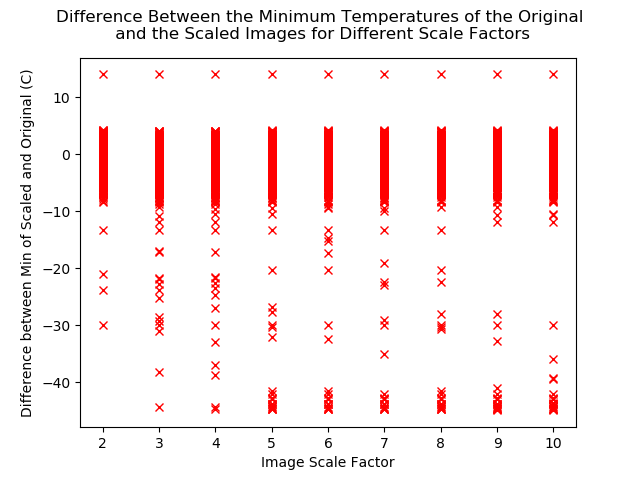 Difference Between the Minimum Temperatures of the Original
and the Scaled Images for Different Scale Factors
Difference between Min of Scaled and Original (C)
10
0
−10
−20
−30
−40
2 3 4 5 6 7 8 9 10
Image Scale Factor